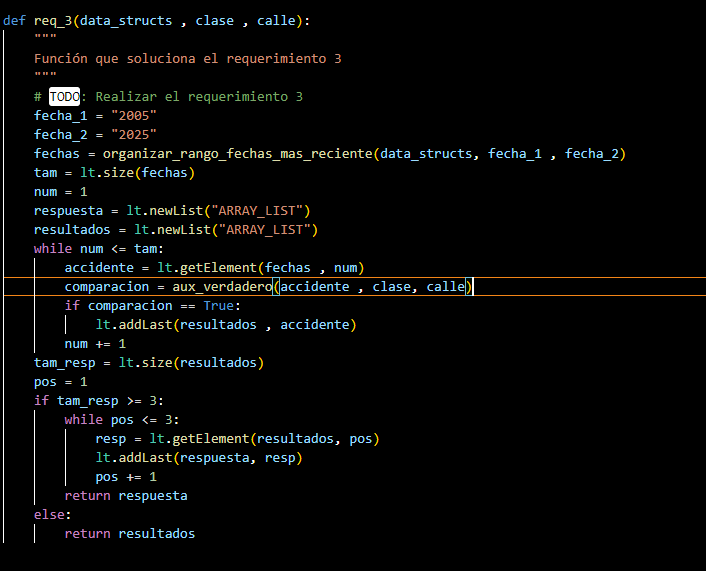 def req_3(data_structs , clase , calle):
    """
    Función que soluciona el requerimiento 3
    """
    # TODO: Realizar el requerimiento 3
    fecha_1 = "2005"
    fecha_2 = "2025"
    fechas = organizar_rango_fechas_mas_reciente(data_structs, fecha_1 , fecha_2)
    tam = lt.size(fechas)
    num = 1
    respuesta = lt.newList("ARRAY_LIST")
    resultados = lt.newList("ARRAY_LIST")
    while num <= tam:
        accidente = lt.getElement(fechas , num)
        comparacion = aux_verdadero(accidente , clase, calle)
        if comparacion == True:
            lt.addLast(resultados , accidente)
        num += 1
    tam_resp = lt.size(resultados)
    pos = 1
    if tam_resp >= 3:
        while pos <= 3:
            resp = lt.getElement(resultados, pos)
            lt.addLast(respuesta, resp)
            pos += 1
        return respuesta
    else:
        return resultados